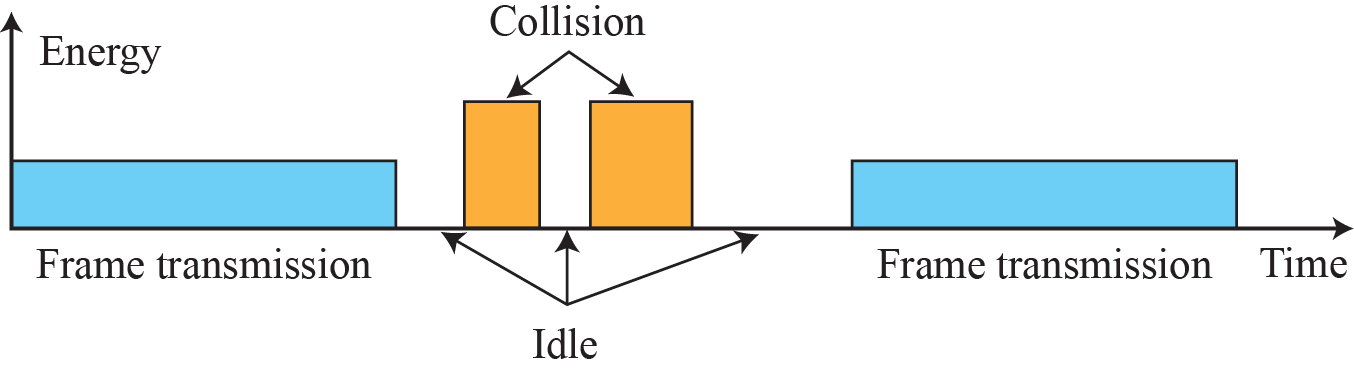 Collision
Energy
Frame transmission
Frame transmission
Time
Idle